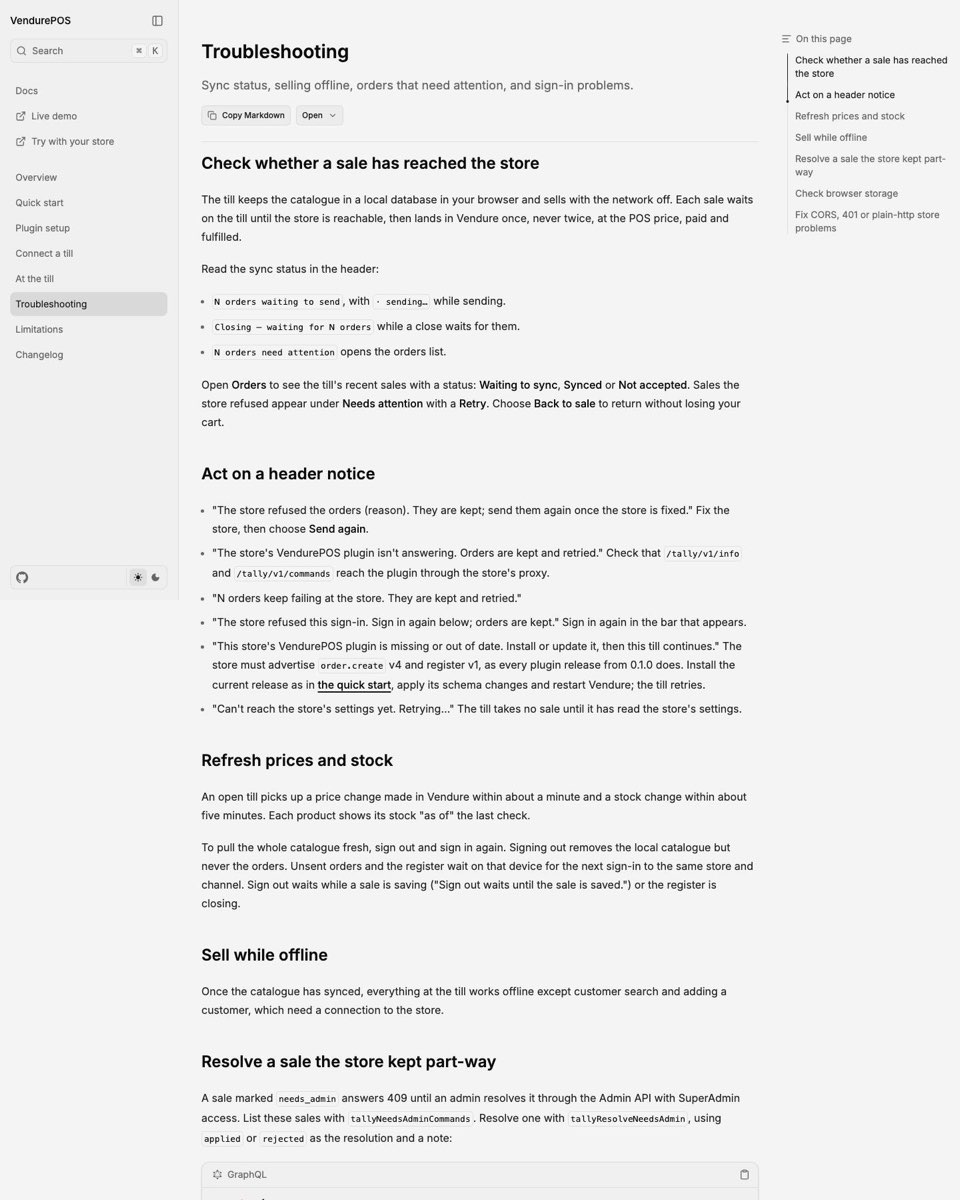 VendurePOS
Search
⌘ K
Docs
Live demo
Try with your store
Overview
Quick start
Plugin setup
Connect a till
At the till
Troubleshooting
Limitations
Changelog
Troubleshooting
Sync status, selling offline, orders that need attention, and sign-in problems.
Copy Markdown
Open
Check whether a sale has reached the store
The till keeps the catalogue in a local database in your browser and sells with the network off. Each sale waits
on the till until the store is reachable, then lands in Vendure once, never twice, at the POS price, paid and
fulfilled.
Read the sync status in the header:
• N orders waiting to send, with · sending… while sending.
• Closing — waiting for N orders while a close waits for them.
• N orders need attention opens the orders list.
Open Orders to see the till's recent sales with a status: Waiting to sync, Synced or Not accepted. Sales the
store refused appear under Needs attention with a Retry. Choose Back to sale to return without losing your
cart.
Act on a header notice
• "The store refused the orders (reason). They are kept; send them again once the store is fixed." Fix the
store, then choose Send again.
• "The store's VendurePOS plugin isn't answering. Orders are kept and retried." Check that /tally/v1/info
and /tally/v1/commands reach the plugin through the store's proxy.
• "N orders keep failing at the store. They are kept and retried."
• "The store refused this sign-in. Sign in again below; orders are kept." Sign in again in the bar that appears.
• "This store's VendurePOS plugin is missing or out of date. Install or update it, then this till continues." The
store must advertise order.create v4 and register v1, as every plugin release from 0.1.0 does. Install the
current release as in the quick start, apply its schema changes and restart Vendure; the till retries.
• "Can't reach the store's settings yet. Retrying…" The till takes no sale until it has read the store's settings.
Refresh prices and stock
An open till picks up a price change made in Vendure within about a minute and a stock change within about
five minutes. Each product shows its stock "as of" the last check.
To pull the whole catalogue fresh, sign out and sign in again. Signing out removes the local catalogue but
never the orders. Unsent orders and the register wait on that device for the next sign-in to the same store and
channel. Sign out waits while a sale is saving ("Sign out waits until the sale is saved.") or the register is
closing.
Sell while offline
Once the catalogue has synced, everything at the till works offline except customer search and adding a
customer, which need a connection to the store.
Resolve a sale the store kept part-way
A sale marked needs_admin answers 409 until an admin resolves it through the Admin API with SuperAdmin
access. List these sales with tallyNeedsAdminCommands. Resolve one with tallyResolveNeedsAdmin, using
applied or rejected as the resolution and a note:
GraphQL
On this page
Check whether a sale has reached
the store
Act on a header notice
Refresh prices and stock
Sell while offline
Resolve a sale the store kept part-
way
Check browser storage
Fix CORS, 401 or plain-http store
problems